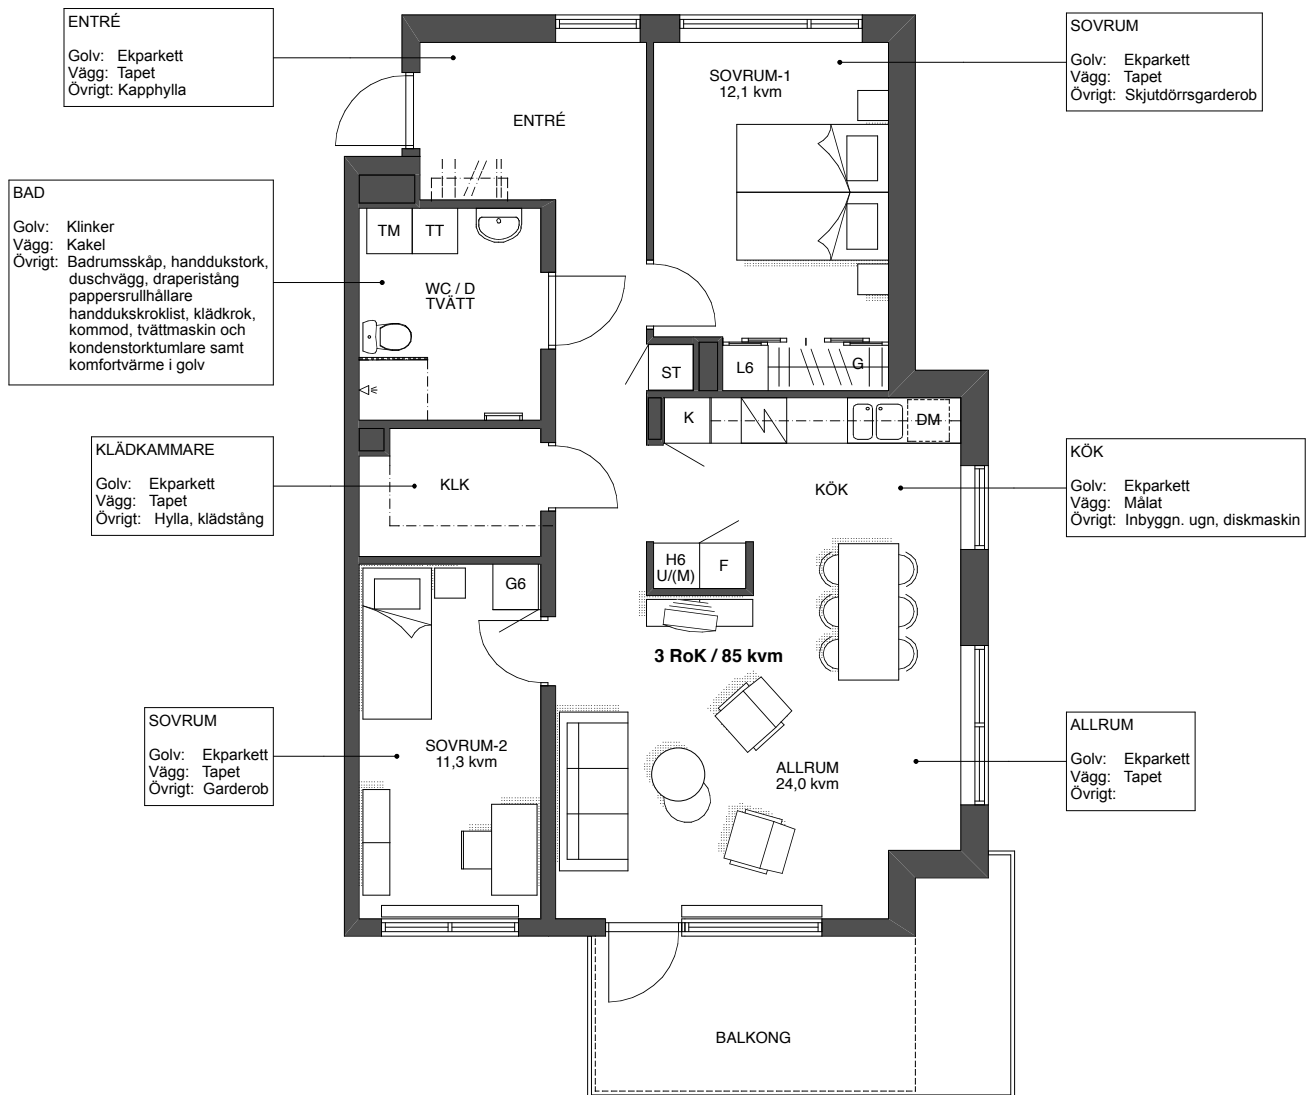 ENTRÉ
Golv: Ekparkett
Vägg: Tapet
Övrigt: Kapphylla
SOVRUM
Golv: Ekparkett
Vägg: Tapet
Övrigt: Skjutdörrsgarderob
SOVRUM-1
12,1 kvm
ENTRÉ
BAD
Golv: Klinker
Vägg: Kakel
Övrigt: Badrumsskåp, handdukstork,
duschvägg, draperistång
pappersrullhållare
handdukskroklist, klädkrok,
kommod, tvättmaskin och
kondenstorktumlare samt
komfortvärme i golv
TM TT
WC / D
TVÄTT
ST
L6
G
K
DM
KLÄDKAMMARE
Golv: Ekparkett
Vägg: Tapet
Övrigt: Hylla, klädstång
KLK
KÖK
KÖK
Golv: Ekparkett
Vägg: Målat
Övrigt: Inbyggn. ugn, diskmaskin
H6
U/(M)
F
G6
3 RoK / 85 kvm
SOVRUM
Golv: Ekparkett
Vägg: Tapet
Övrigt: Garderob
SOVRUM-2
11,3 kvm
ALLRUM
24,0 kvm
ALLRUM
Golv: Ekparkett
Vägg: Tapet
Övrigt:
BALKONG